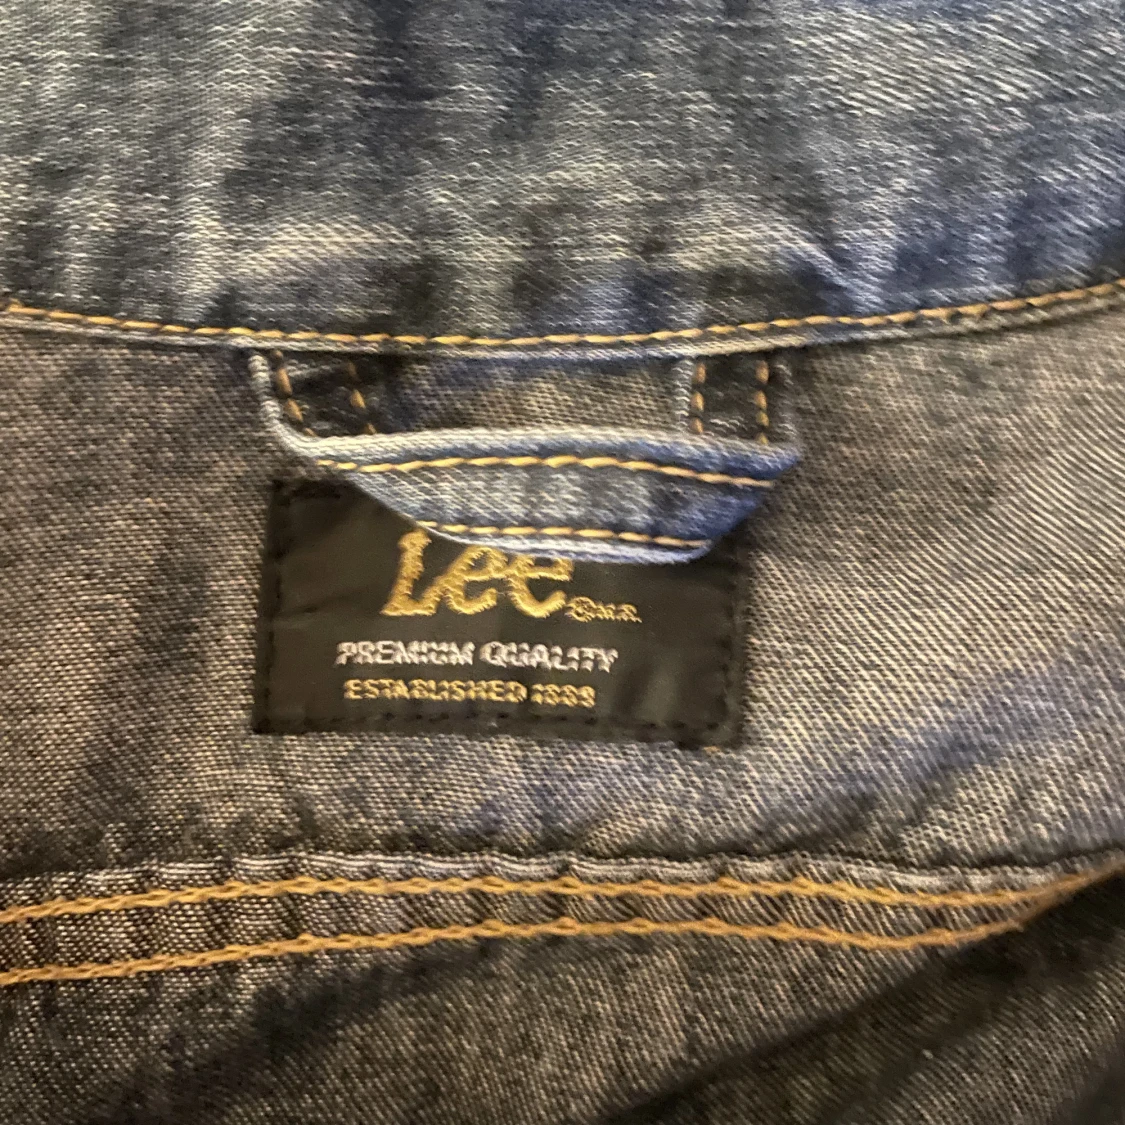 Lee ® M.R.
PREMIUM QUALITY
ESTABLISHED 1889